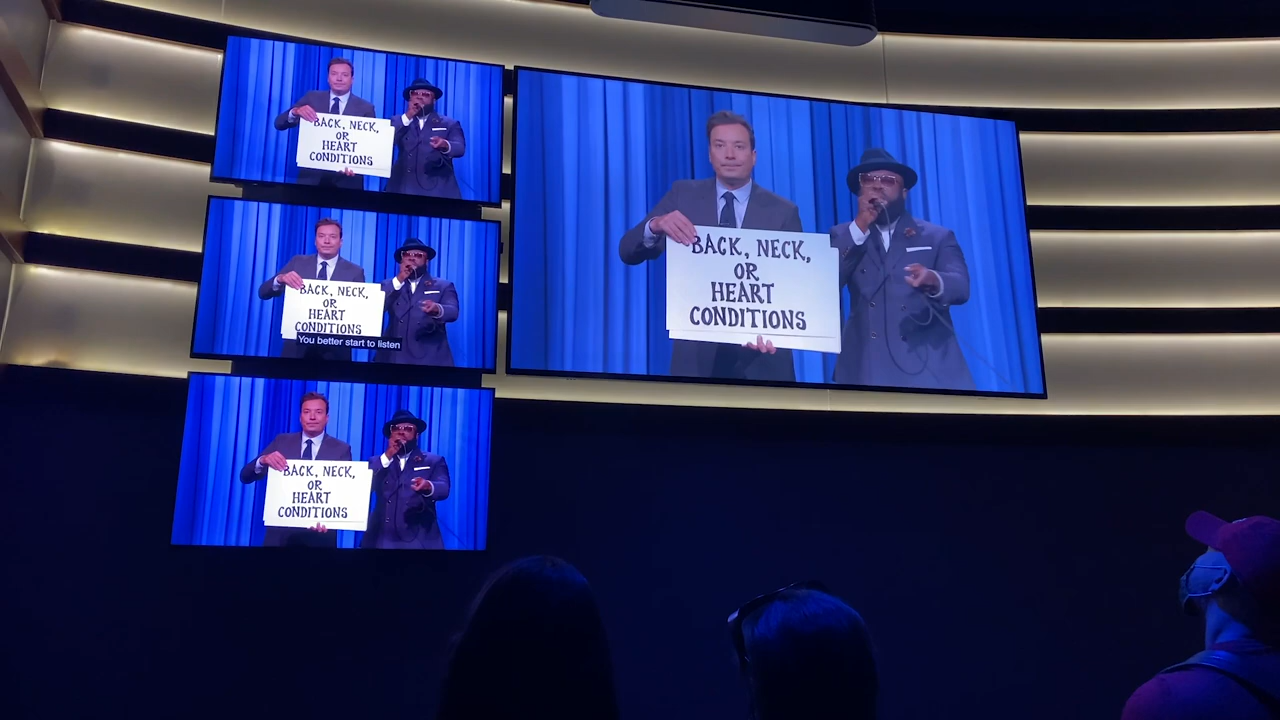 BACK, NECK,
OR
HEART
CONDITIONS
BACK, NECK,
OR
HEART
CONDITIONS
BACK, NECK,
OR
HEART
CONDITIONS
You better start to listen
BACK, NECK,
OR
HEART
CONDITIONS